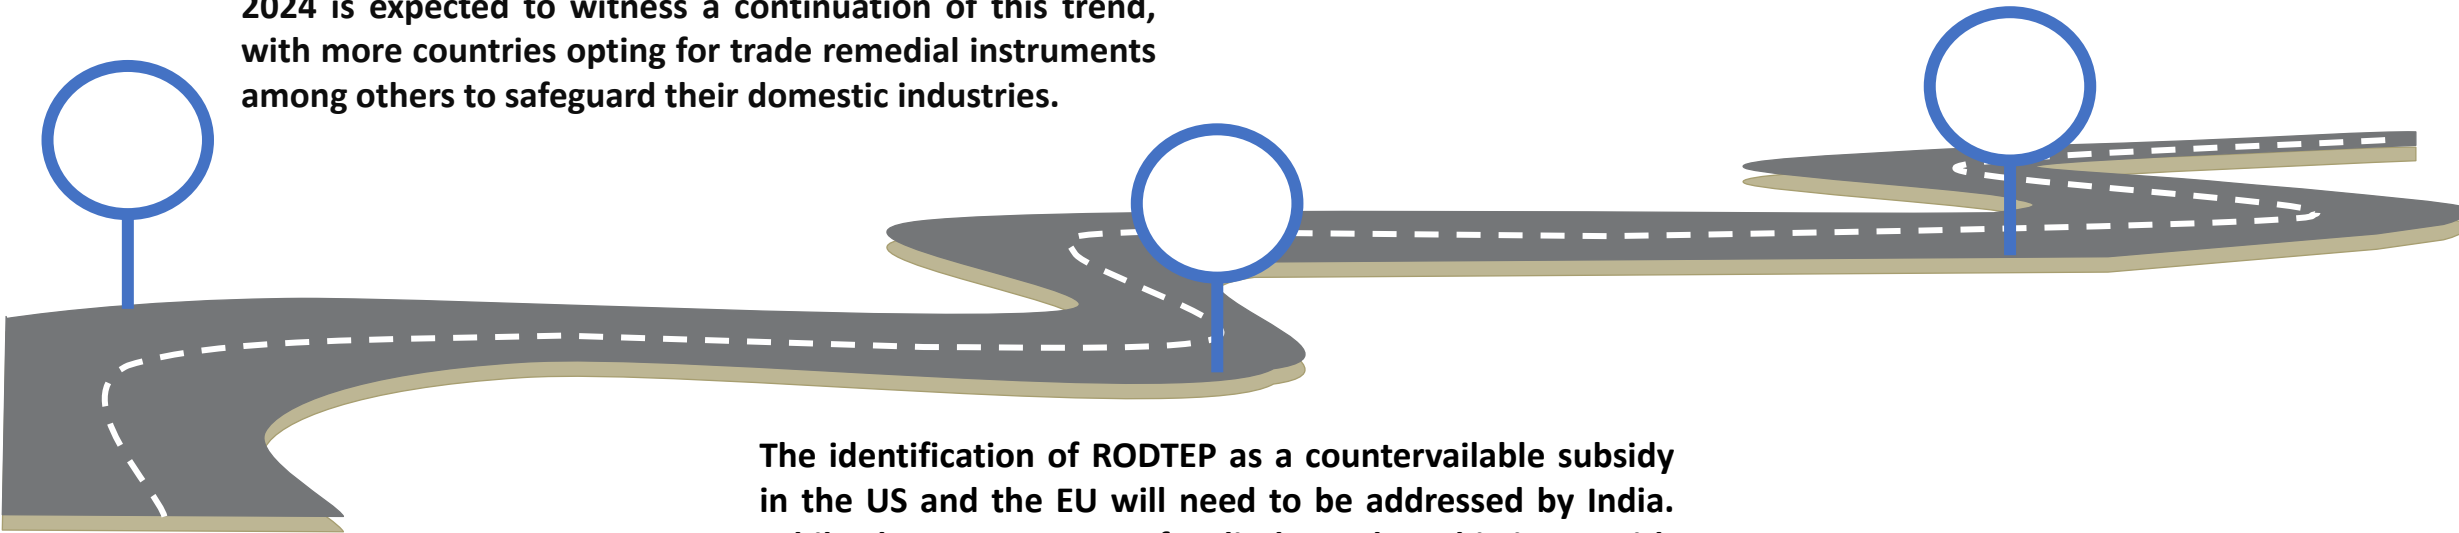 2024 is expected to witness a continuation of this trend,
with more countries opting for trade remedial instruments
among others to safeguard their domestic industries.
The identification of RODTEP as a countervailable subsidy
in the US and the EU will need to be addressed by India.